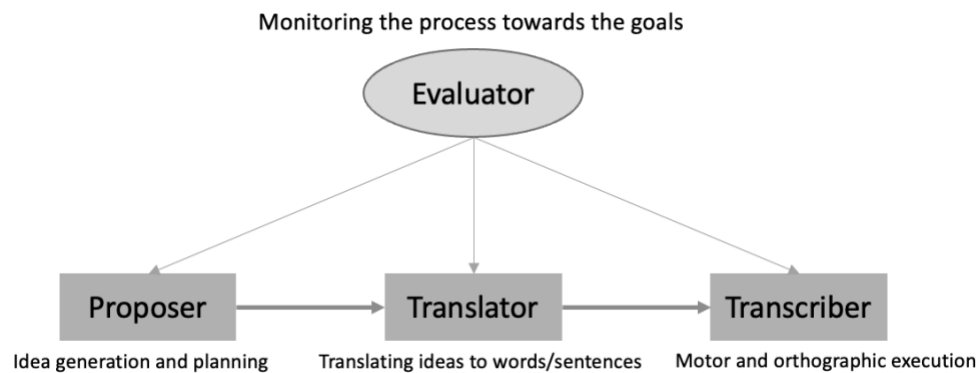 Monitoring the process towards the goals
Evaluator
Proposer
Translator
Transcriber
Idea generation and planning
Translating ideas to words/sentences
Motor and orthographic execution